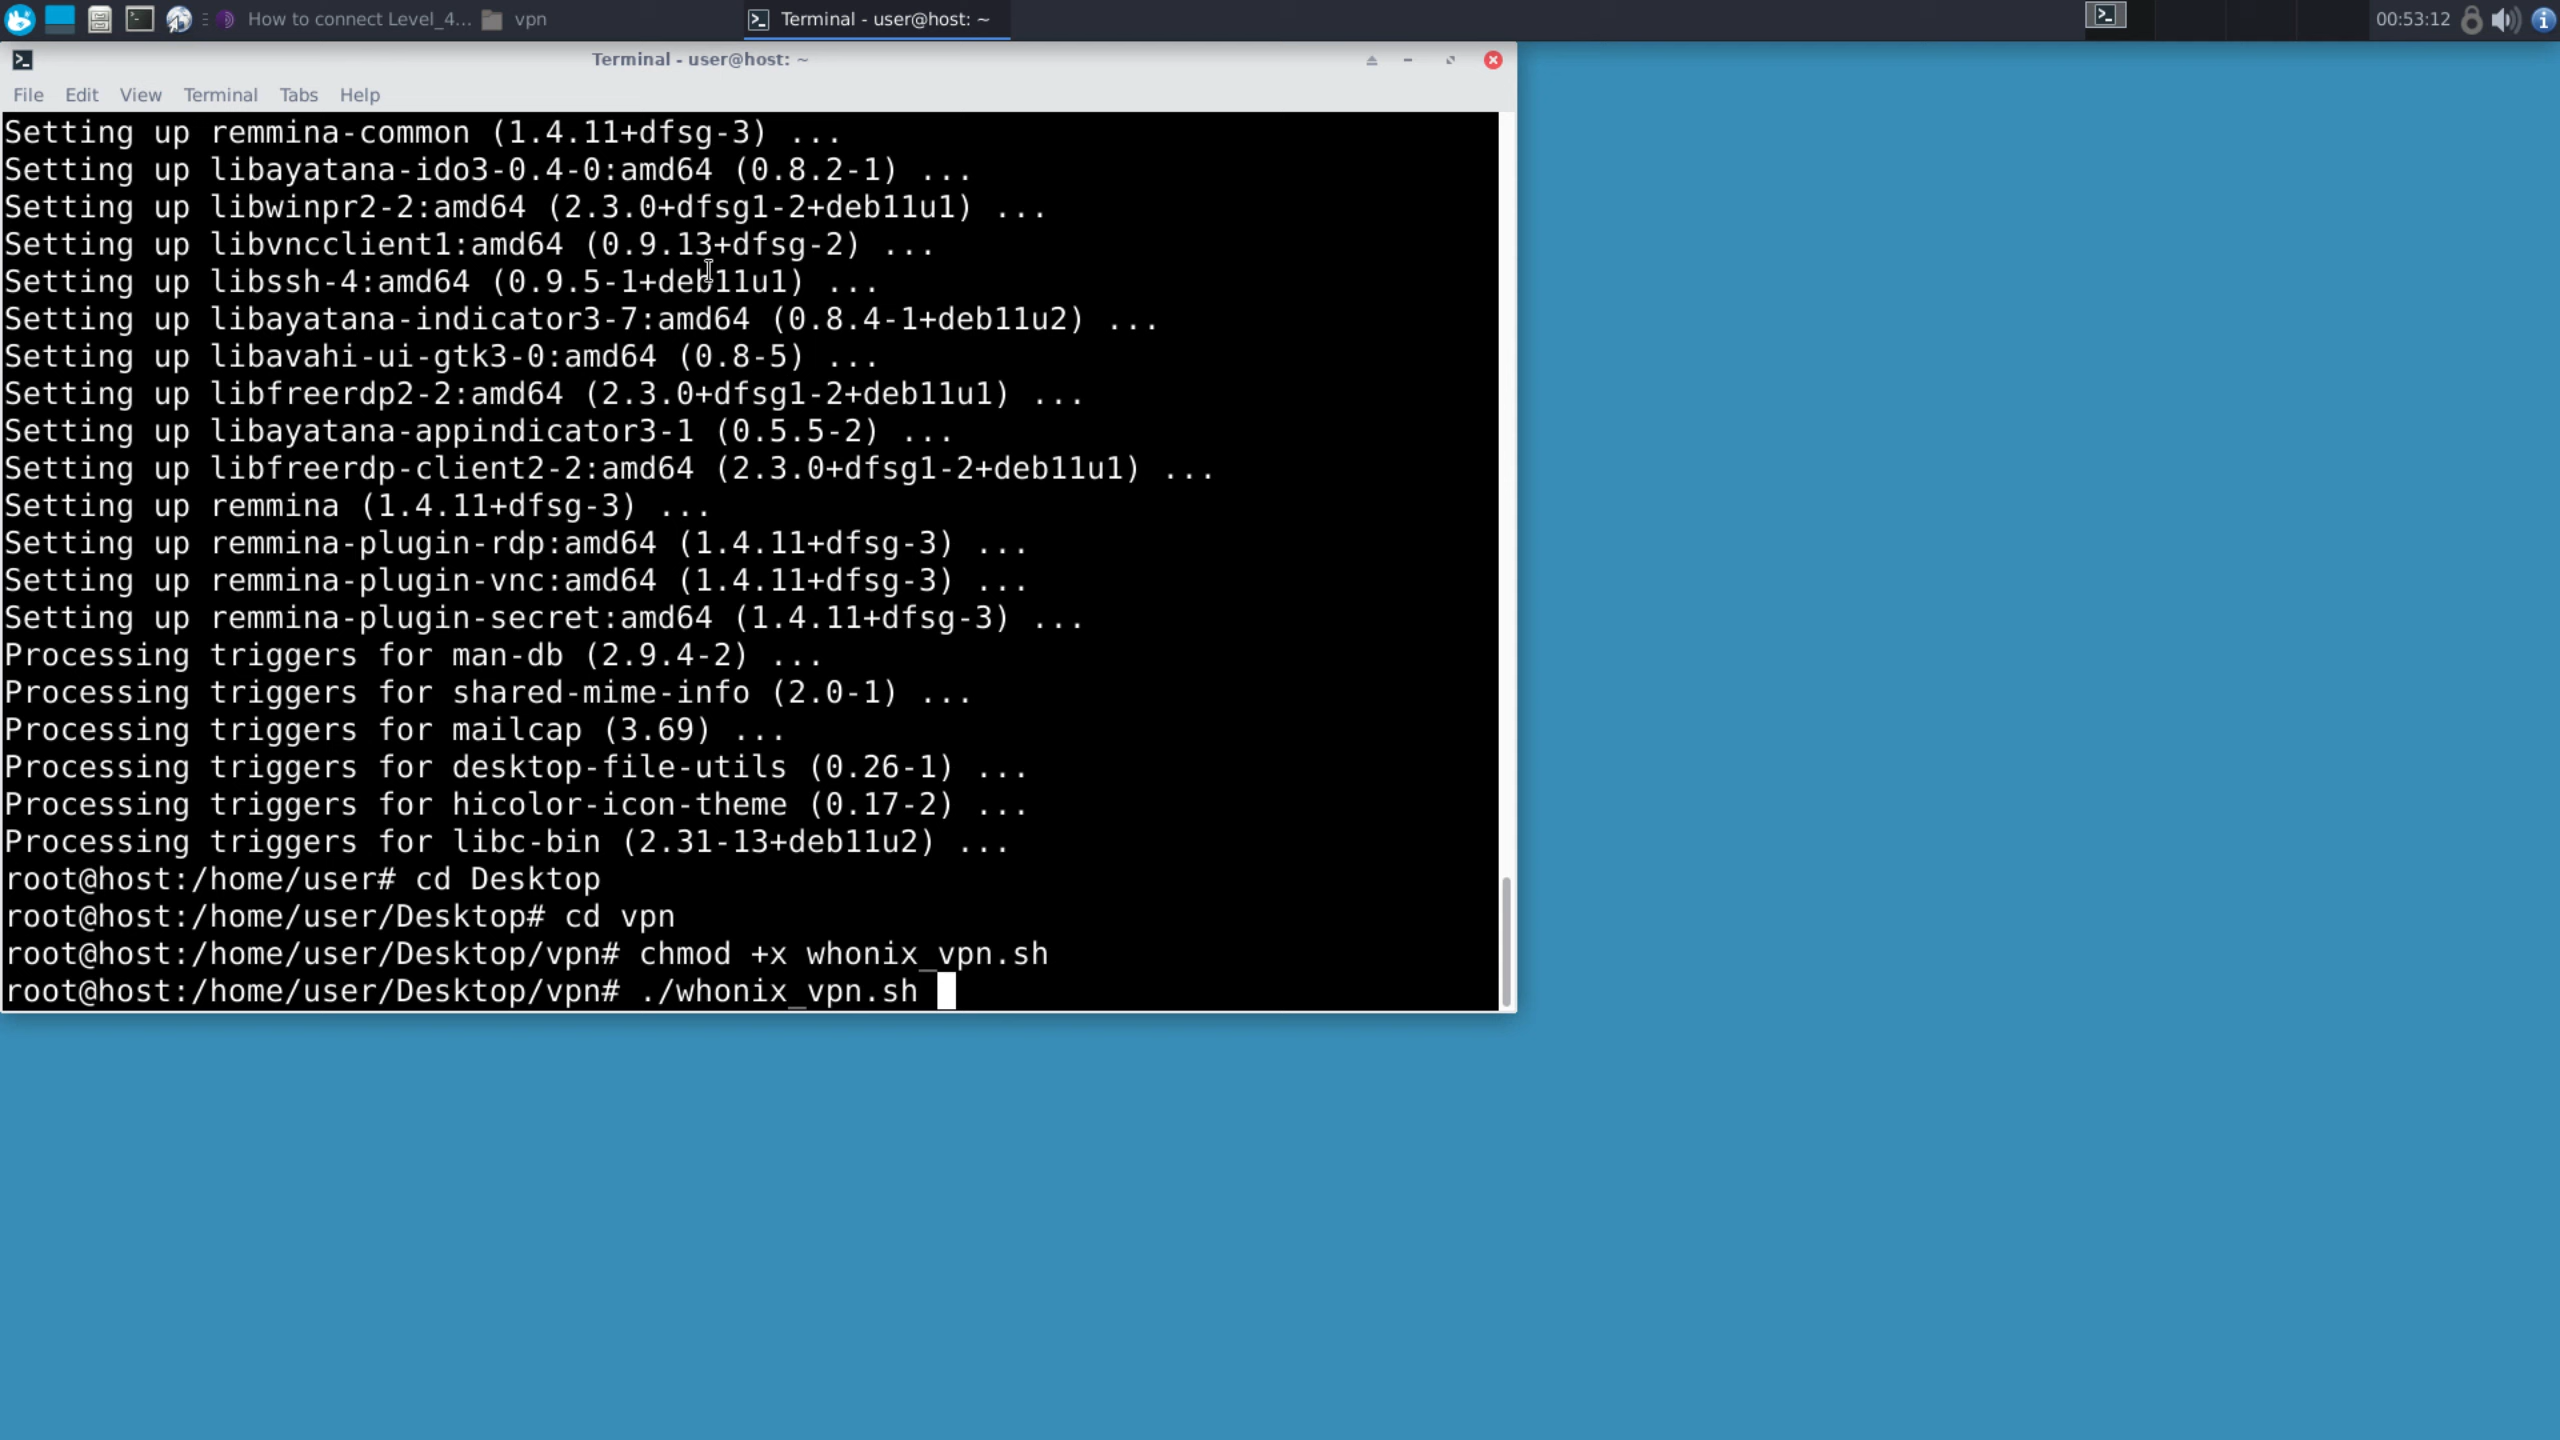 How to connect Level_4...
vpn
Terminal - user@host: ~
00:53:12
Terminal - user@host: ~
File Edit View Terminal Tabs Help
Setting up remmina-common (1.4.11+dfsg-3) ...
Setting up libayatana-ido3-0.4-0:amd64 (0.8.2-1) ...
Setting up libwinpr2-2:amd64 (2.3.0+dfsg1-2+deb11u1) ...
Setting up libvncclient1:amd64 (0.9.13+dfsg-2) ...
Setting up libssh-4:amd64 (0.9.5-1+deb11u1) ...
Setting up libayatana-indicator3-7:amd64 (0.8.4-1+deb11u2) ...
Setting up libavahi-ui-gtk3-0:amd64 (0.8-5) ...
Setting up libfreerdp2-2:amd64 (2.3.0+dfsg1-2+deb11u1) ...
Setting up libayatana-appindicator3-1 (0.5.5-2) ...
Setting up libfreerdp-client2-2:amd64 (2.3.0+dfsg1-2+deb11u1) ...
Setting up remmina (1.4.11+dfsg-3) ...
Setting up remmina-plugin-rdp:amd64 (1.4.11+dfsg-3) ...
Setting up remmina-plugin-vnc:amd64 (1.4.11+dfsg-3) ...
Setting up remmina-plugin-secret:amd64 (1.4.11+dfsg-3) ...
Processing triggers for man-db (2.9.4-2) ...
Processing triggers for shared-mime-info (2.0-1) ...
Processing triggers for mailcap (3.69) ...
Processing triggers for desktop-file-utils (0.26-1) ...
Processing triggers for hicolor-icon-theme (0.17-2) ...
Processing triggers for libc-bin (2.31-13+deb11u2) ...
root@host:/home/user# cd Desktop
root@host:/home/user/Desktop# cd vpn
root@host:/home/user/Desktop/vpn# chmod +x whonix_vpn.sh
root@host:/home/user/Desktop/vpn# ./whonix_vpn.sh